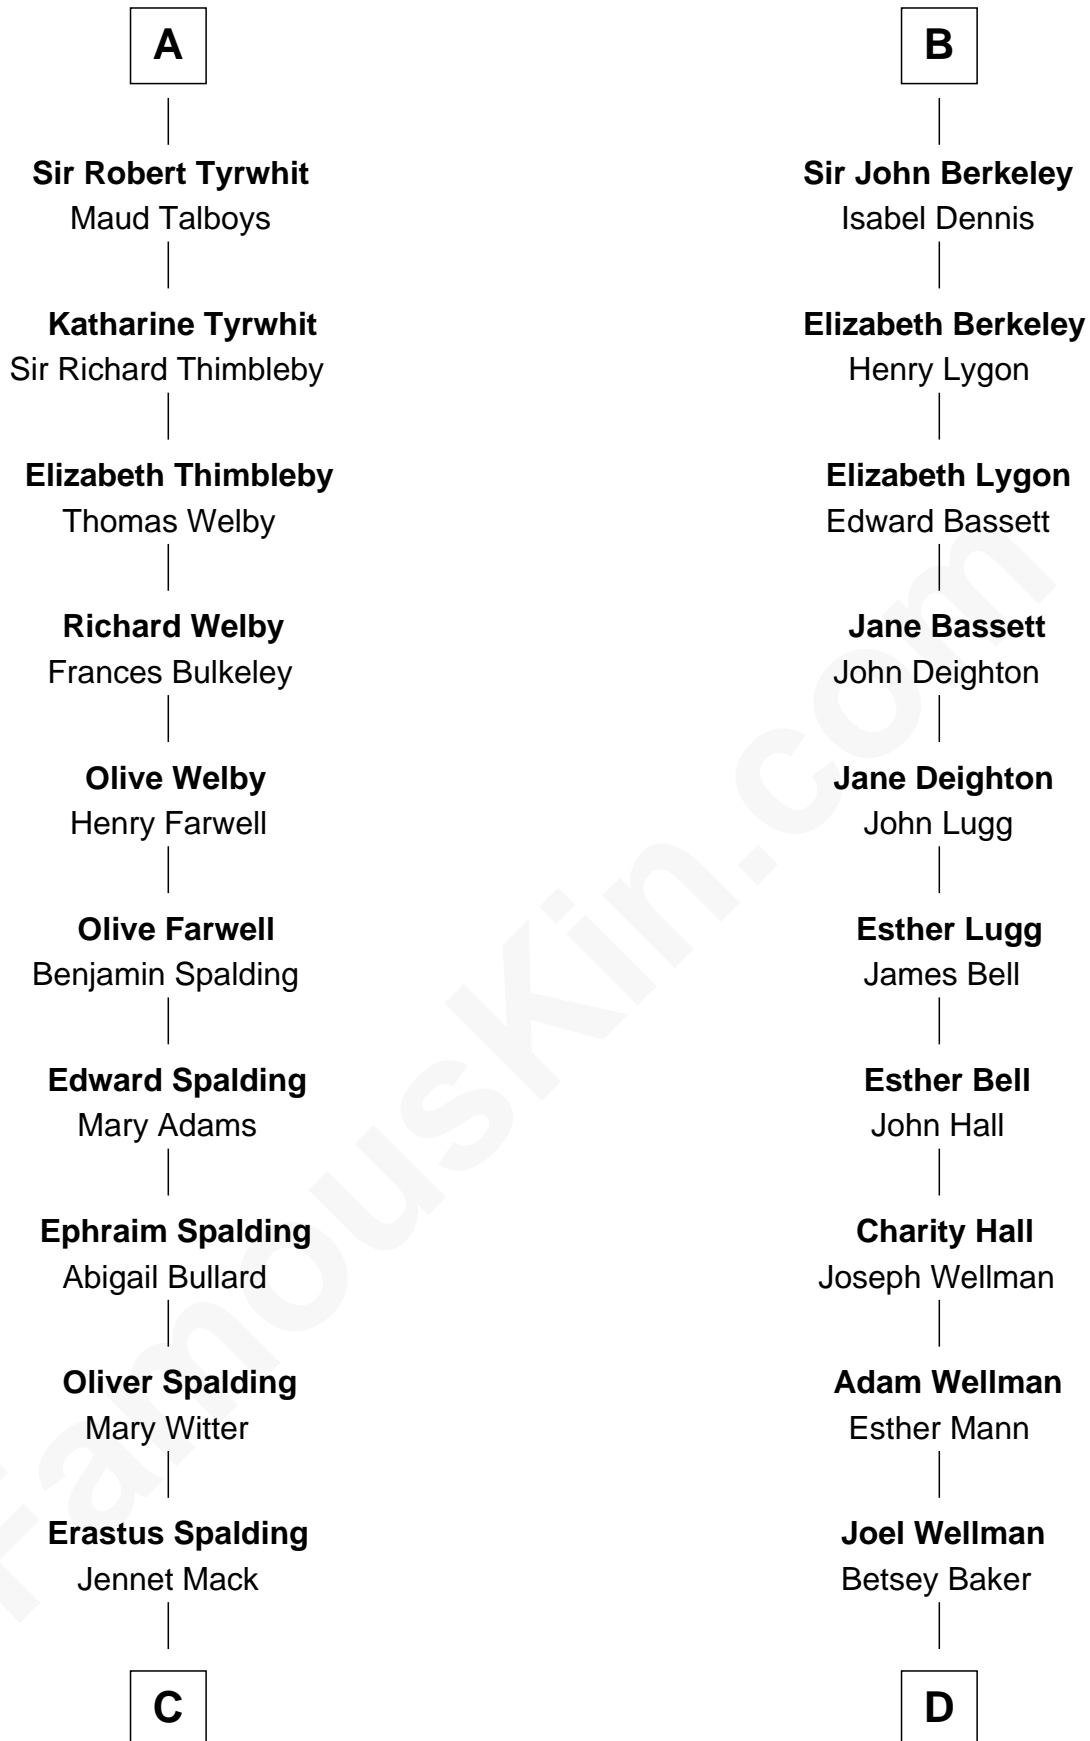 A
Sir Robert Tyrwhit
Maud Talboys
Katharine Tyrwhit
Sir Richard Thimbleby
Elizabeth Thimbleby
Thomas Welby
Richard Welby
Frances Bulkeley
Olive Welby
Henry Farwell
Olive Farwell
Benjamin Spalding
Edward Spalding
Mary Adams
Ephraim Spalding
Abigail Bullard
Oliver Spalding
Mary Witter
Erastus Spalding
Jennet Mack
C
B
Sir John Berkeley
Isabel Dennis
Elizabeth Berkeley
Henry Lygon
Elizabeth Lygon
Edward Bassett
Jane Bassett
John Deighton
Jane Deighton
John Lugg
Esther Lugg
James Bell
Esther Bell
John Hall
Charity Hall
Joseph Wellman
Adam Wellman
Esther Mann
Joel Wellman
Betsey Baker
D
FamousKin.com